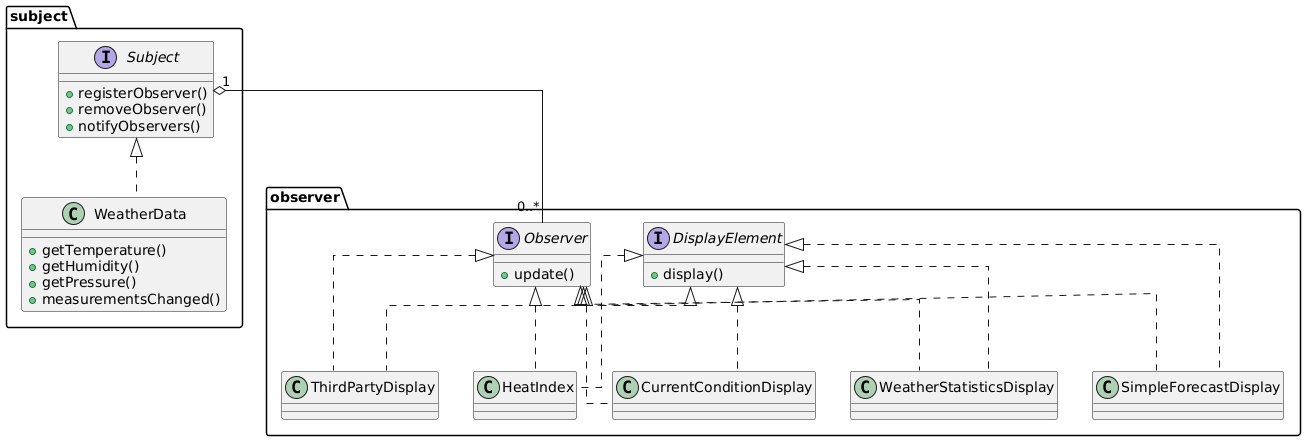 subject
I Subject
registerObserver()
removeObserver()
notifyObservers()
1
C WeatherData
getTemperature()
getHumidity()
getPressure()
measurementsChanged()
observer
0..*
I Observer
update()
I DisplayElement
display()
C ThirdPartyDisplay
C HeatIndex
C CurrentConditionDisplay
C WeatherStatisticsDisplay
C SimpleForecastDisplay